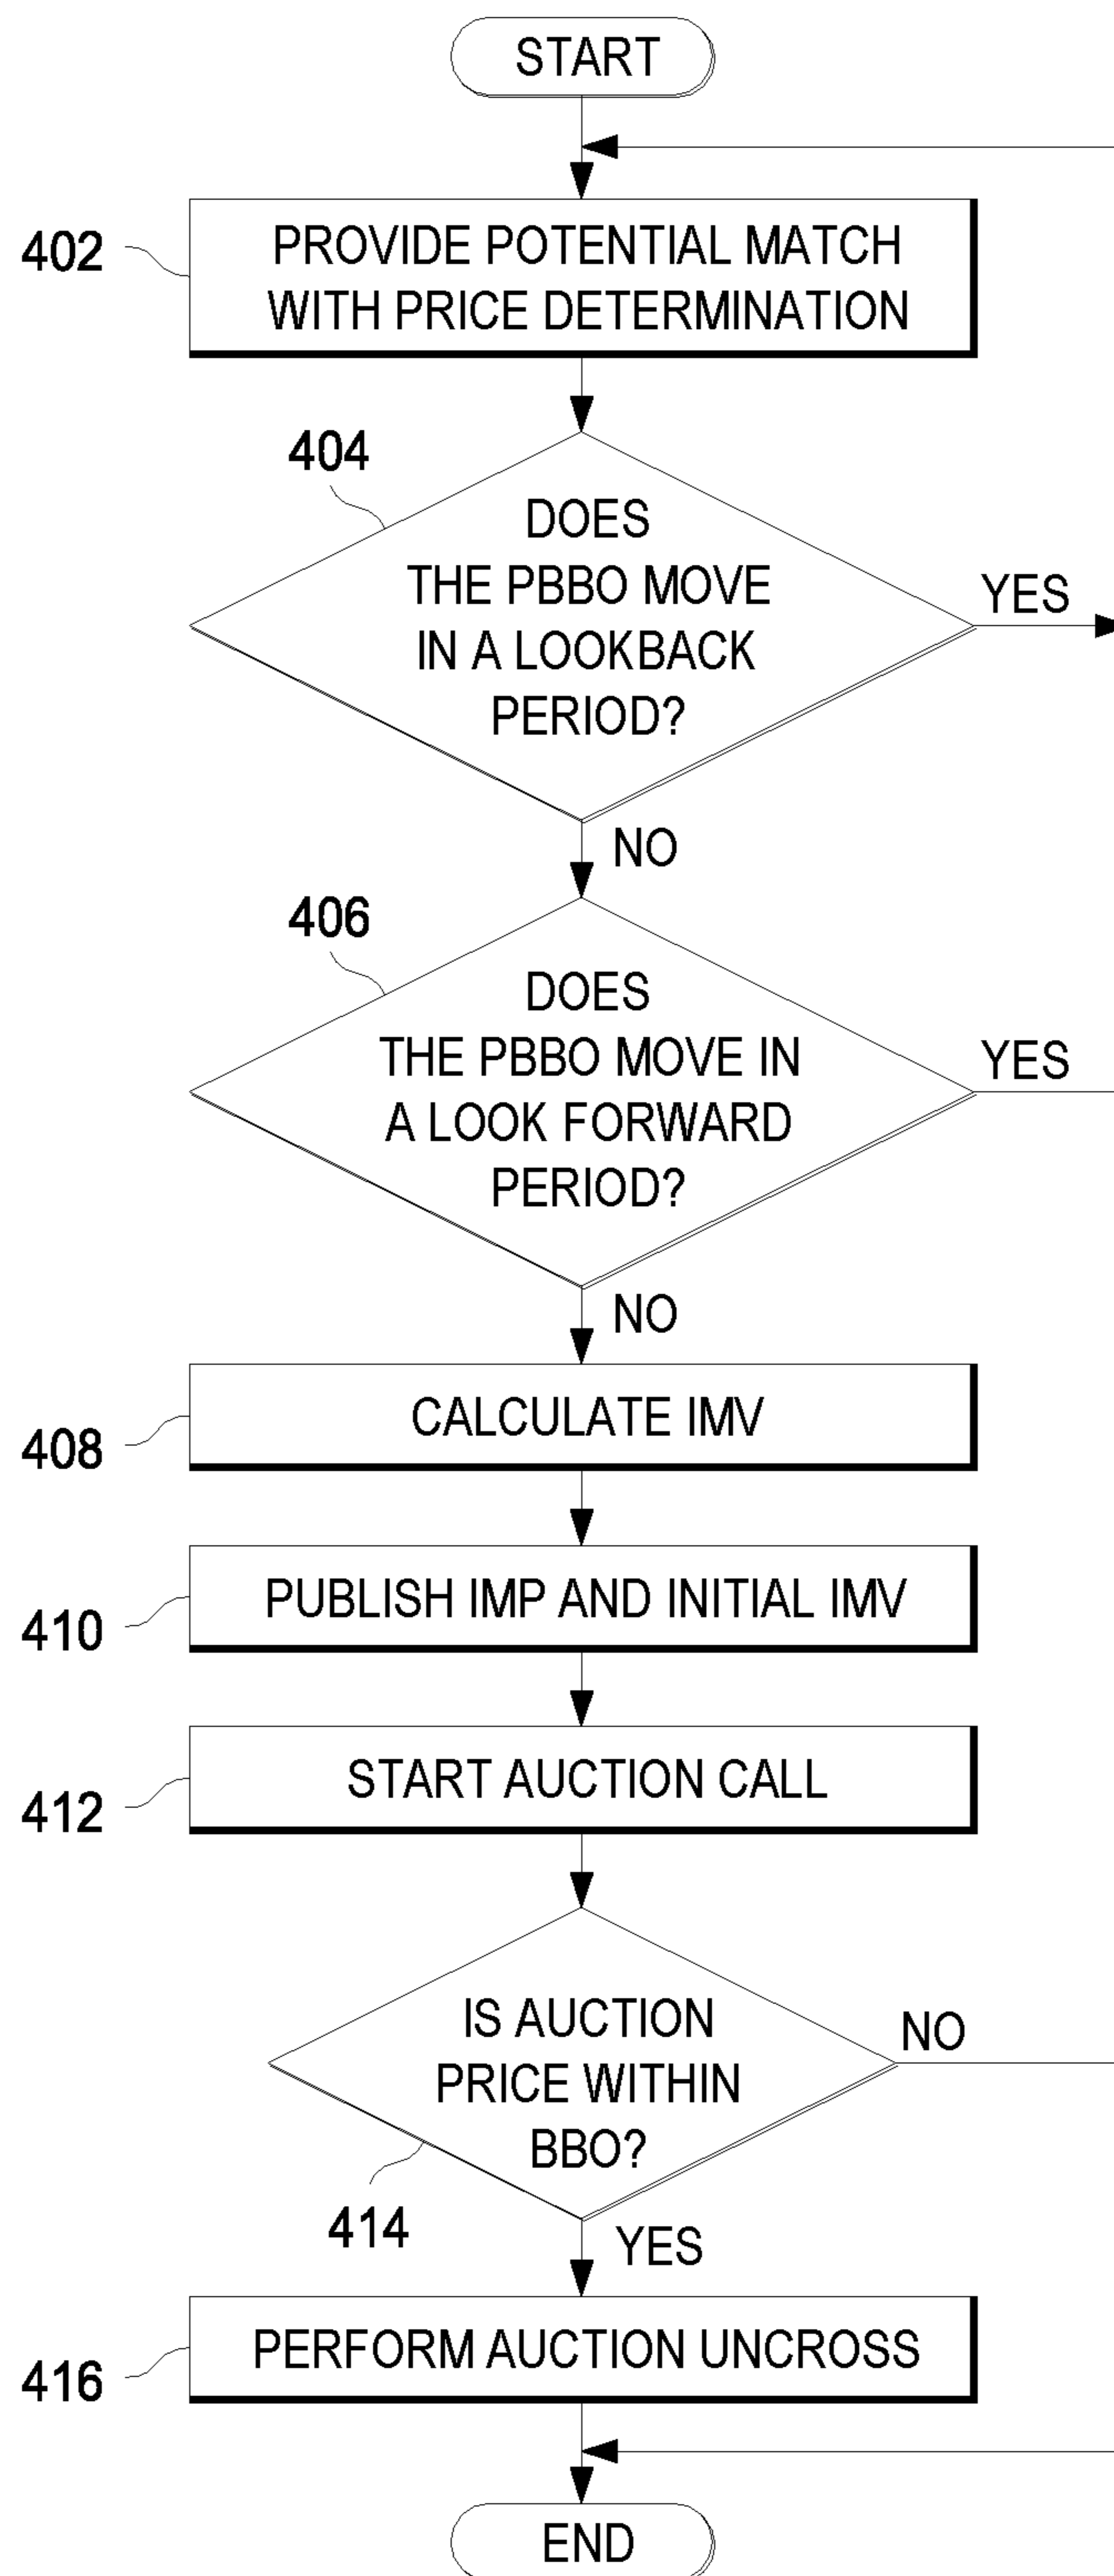 START
402
PROVIDE POTENTIAL MATCH
WITH PRICE DETERMINATION
404
DOES
THE PBBO MOVE
IN A LOOKBACK
PERIOD?
YES
NO
406
DOES
THE PBBO MOVE IN
A LOOK FORWARD
PERIOD?
YES
NO
408
CALCULATE IMV
410
PUBLISH IMP AND INITIAL IMV
412
START AUCTION CALL
IS AUCTION
PRICE WITHIN
BBO?
NO
414
YES
416
PERFORM AUCTION UNCROSS
END